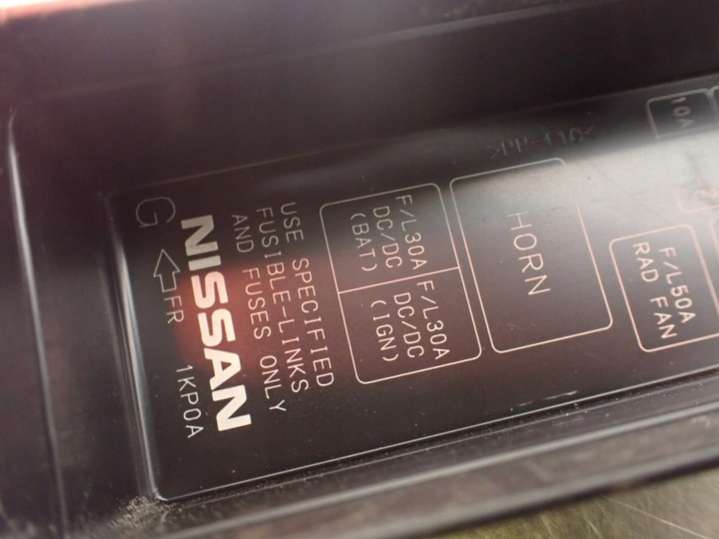 G
FR
NISSAN
1KP0A
USE SPECIFIED
FUSIBLE-LINKS
AND FUSES ONLY
F/L30A
DC/DC
(BAT)
F/L30A
DC/DC
(IGN)
HORN
F/L50A
RAD FAN
10A